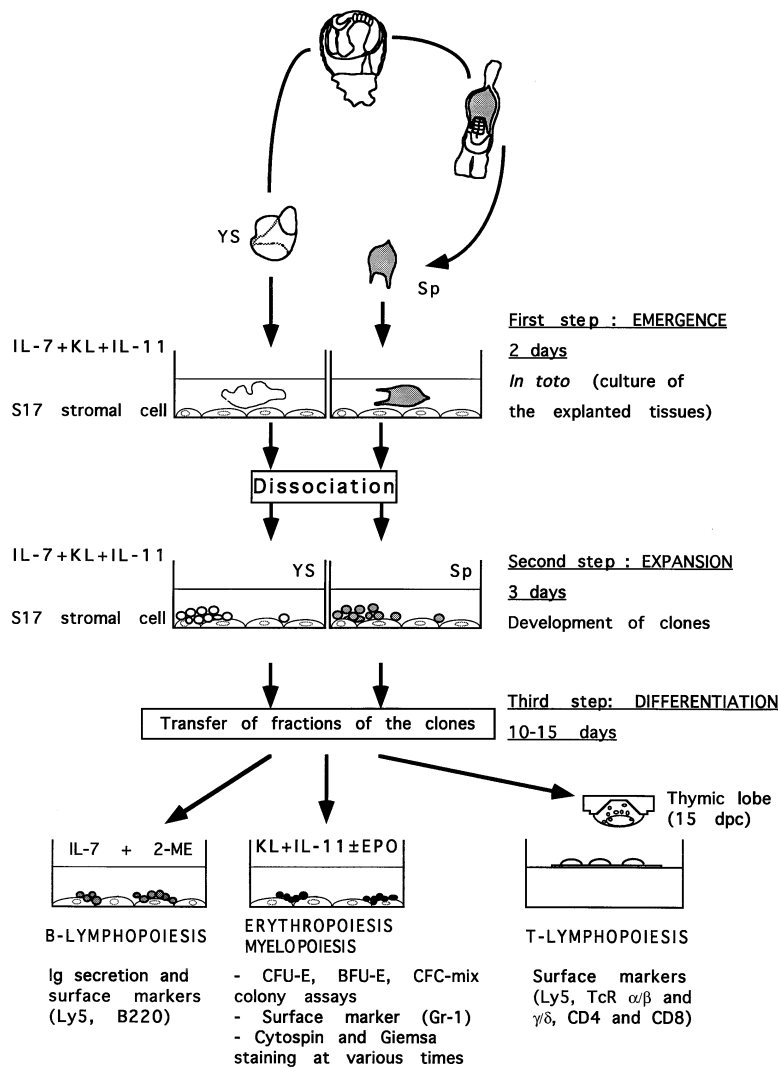 YS
Sp
First step : EMERGENCE
2 days
In toto (culture of
the explanted tissues)
IL-7+KL+IL-11
S17 stromal cell
Dissociation
IL-7+KL+IL-11
S17 stromal cell
YS
Sp
Second step : EXPANSION
3 days
Development of clones
Third step: DIFFERENTIATION
10-15 days
Transfer of fractions of the clones
Thymic lobe
(15 dpc)
IL-7 + 2-ME
KL+IL-11±EPO
B-LYMPHOPOIESIS
Ig secretion and
surface markers
(Ly5, B220)
ERYTHROPOIESIS
MYELOPOIESIS
- CFU-E, BFU-E, CFC-mix
colony assays
- Surface marker (Gr-1)
- Cytospin and Giemsa
staining at various times
T-LYMPHOPOIESIS
Surface markers
(Ly5, TcR α/β and
γ/δ, CD4 and CD8)